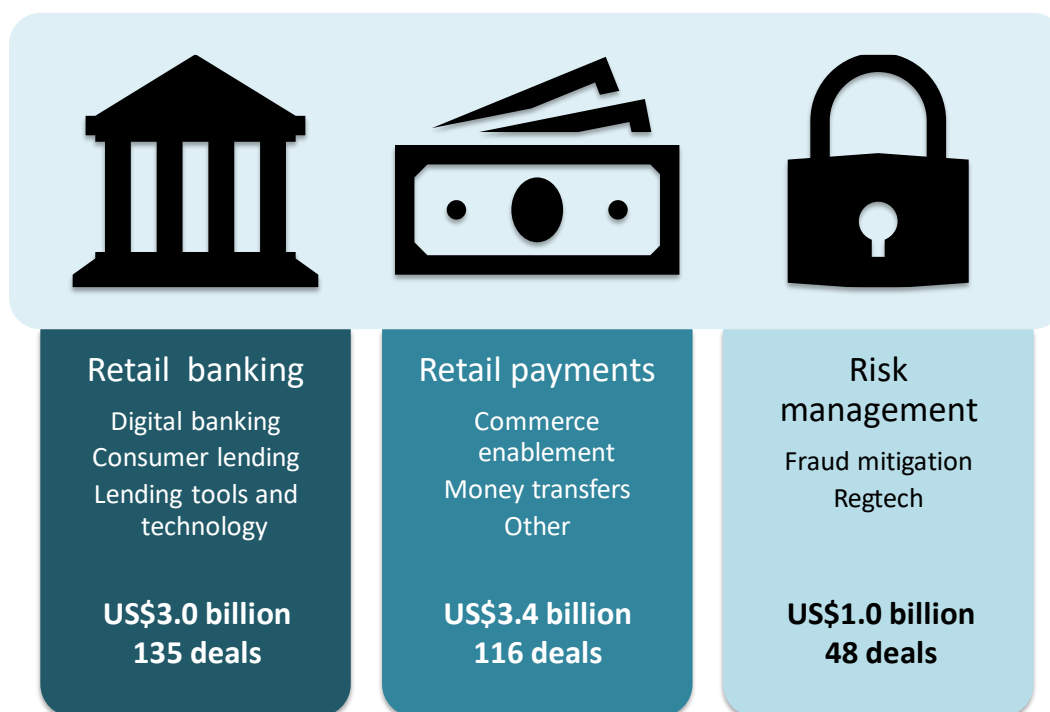 Retail banking
Digital banking
Consumer lending
Lending tools and
technology
US$3.0 billion
135 deals
Retail payments
Commerce
enablement
Money transfers
Other
US$3.4 billion
116 deals
Risk
management
Fraud mitigation
Regtech
US$1.0 billion
48 deals